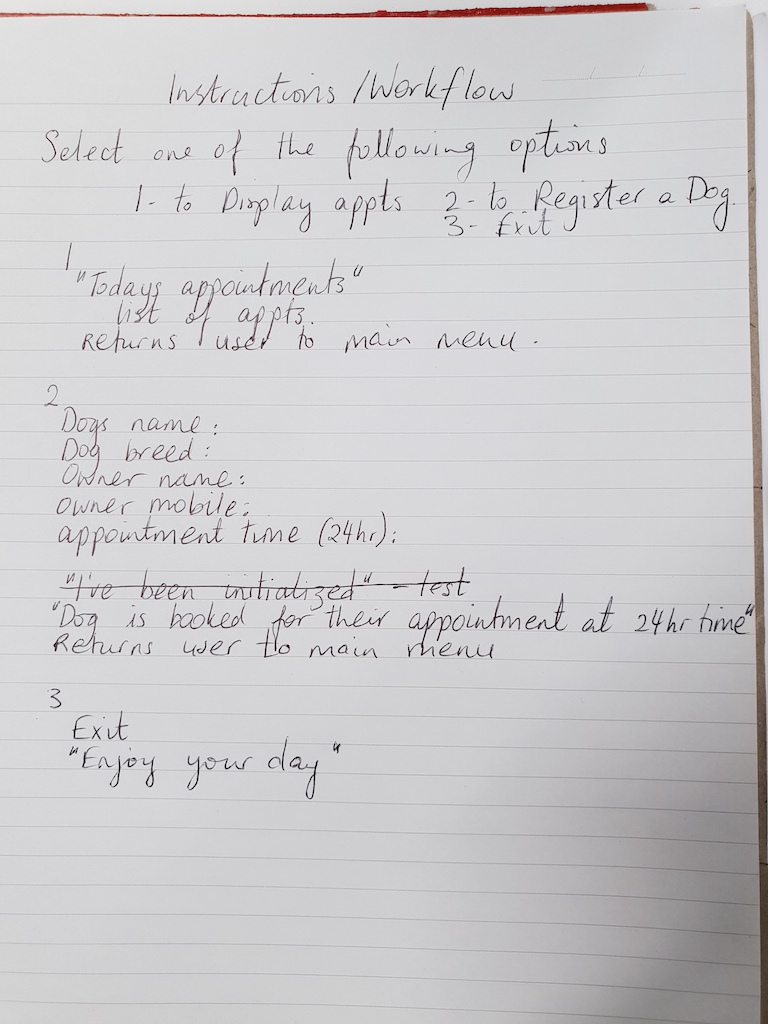 Instructions / Workflow
Select one of the following options
1- to Display appts 2- to Register a Dog.
3- Exit
1
"Todays appointments"
list of appts.
Returns user to main menu.
2
Dogs name:
Dog breed:
Owner name:
owner mobile:
appointment time (24hr):
"I've been initialized" - test
"Dog is booked for their appointment at 24hr time"
Returns user to main menu
3
Exit
"Enjoy your day"